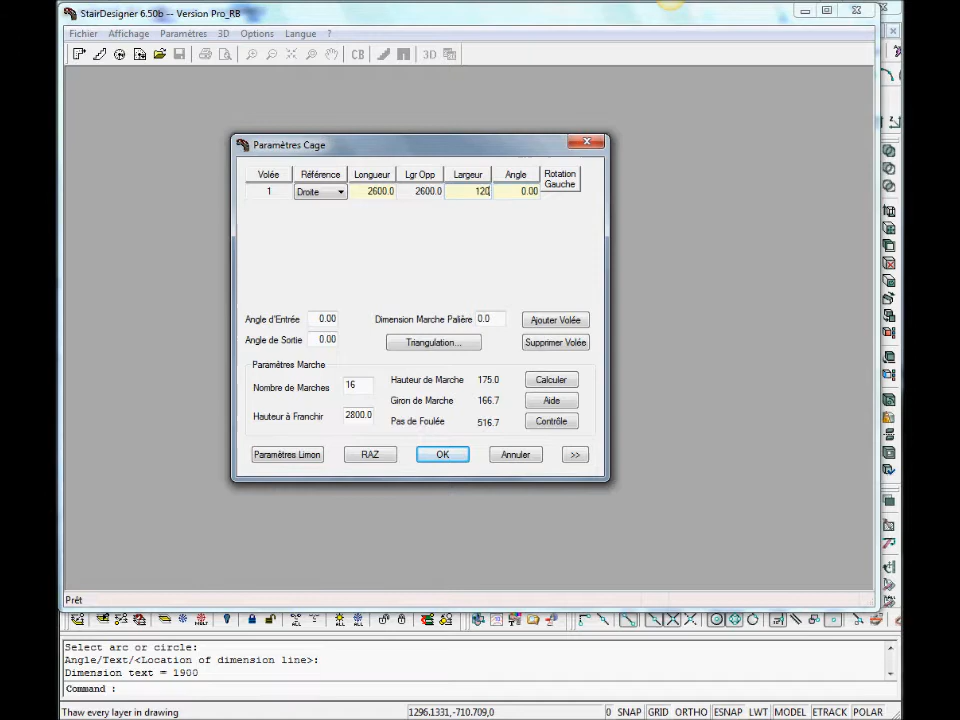 StairDesigner 6.50b -- Version Pro_RB
Fichier Affichage Paramètres 3D Options Langue ?
CB 3D
Paramètres Cage
Volée Référence Longueur Lgr Opp Largeur Angle Rotation Gauche
1 Droite 2600.0 2600.0 120 0.00
Angle d'Entrée 0.00 Dimension Marche Palière 0.0 Ajouter Volée
Angle de Sortie 0.00 Triangulation... Supprimer Volée
Paramètres Marche
Nombre de Marches 16 Hauteur de Marche 175.0 Calculer
Giron de Marche 166.7 Aide
Hauteur à Franchir 2800.0 Pas de Foulée 516.7 Contrôle
Paramètres Limon RAZ OK Annuler >>
Prêt
Select arc or circle:
Angle/Text/<Location of dimension line>:
Dimension text = 1900
Command :
Thaw every layer in drawing 1296.1331,-710.709,0 0 SNAP GRID ORTHO ESNAP LWT MODEL ETRACK POLAR